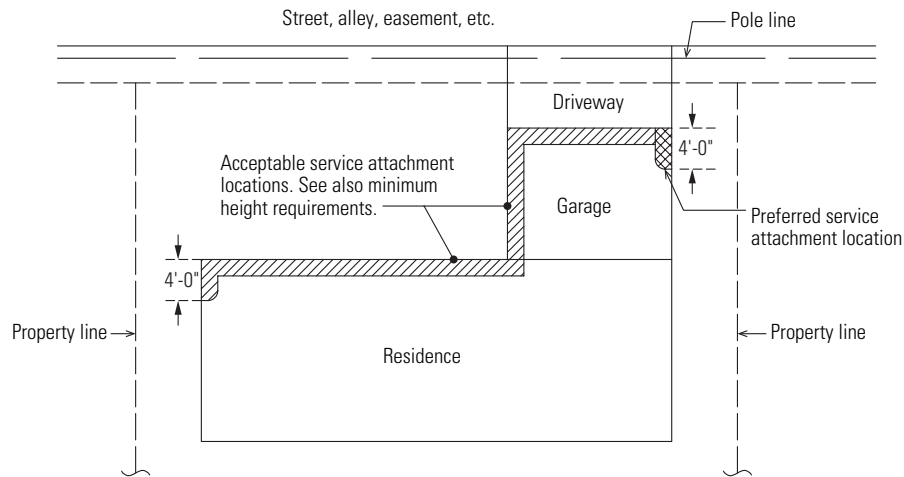 Street, alley, easement, etc.
Pole line
Driveway
Acceptable service attachment
locations. See also minimum
height requirements.
4'-0"
Garage
Preferred service
attachment location
4'-0"
Property line
Property line
Residence